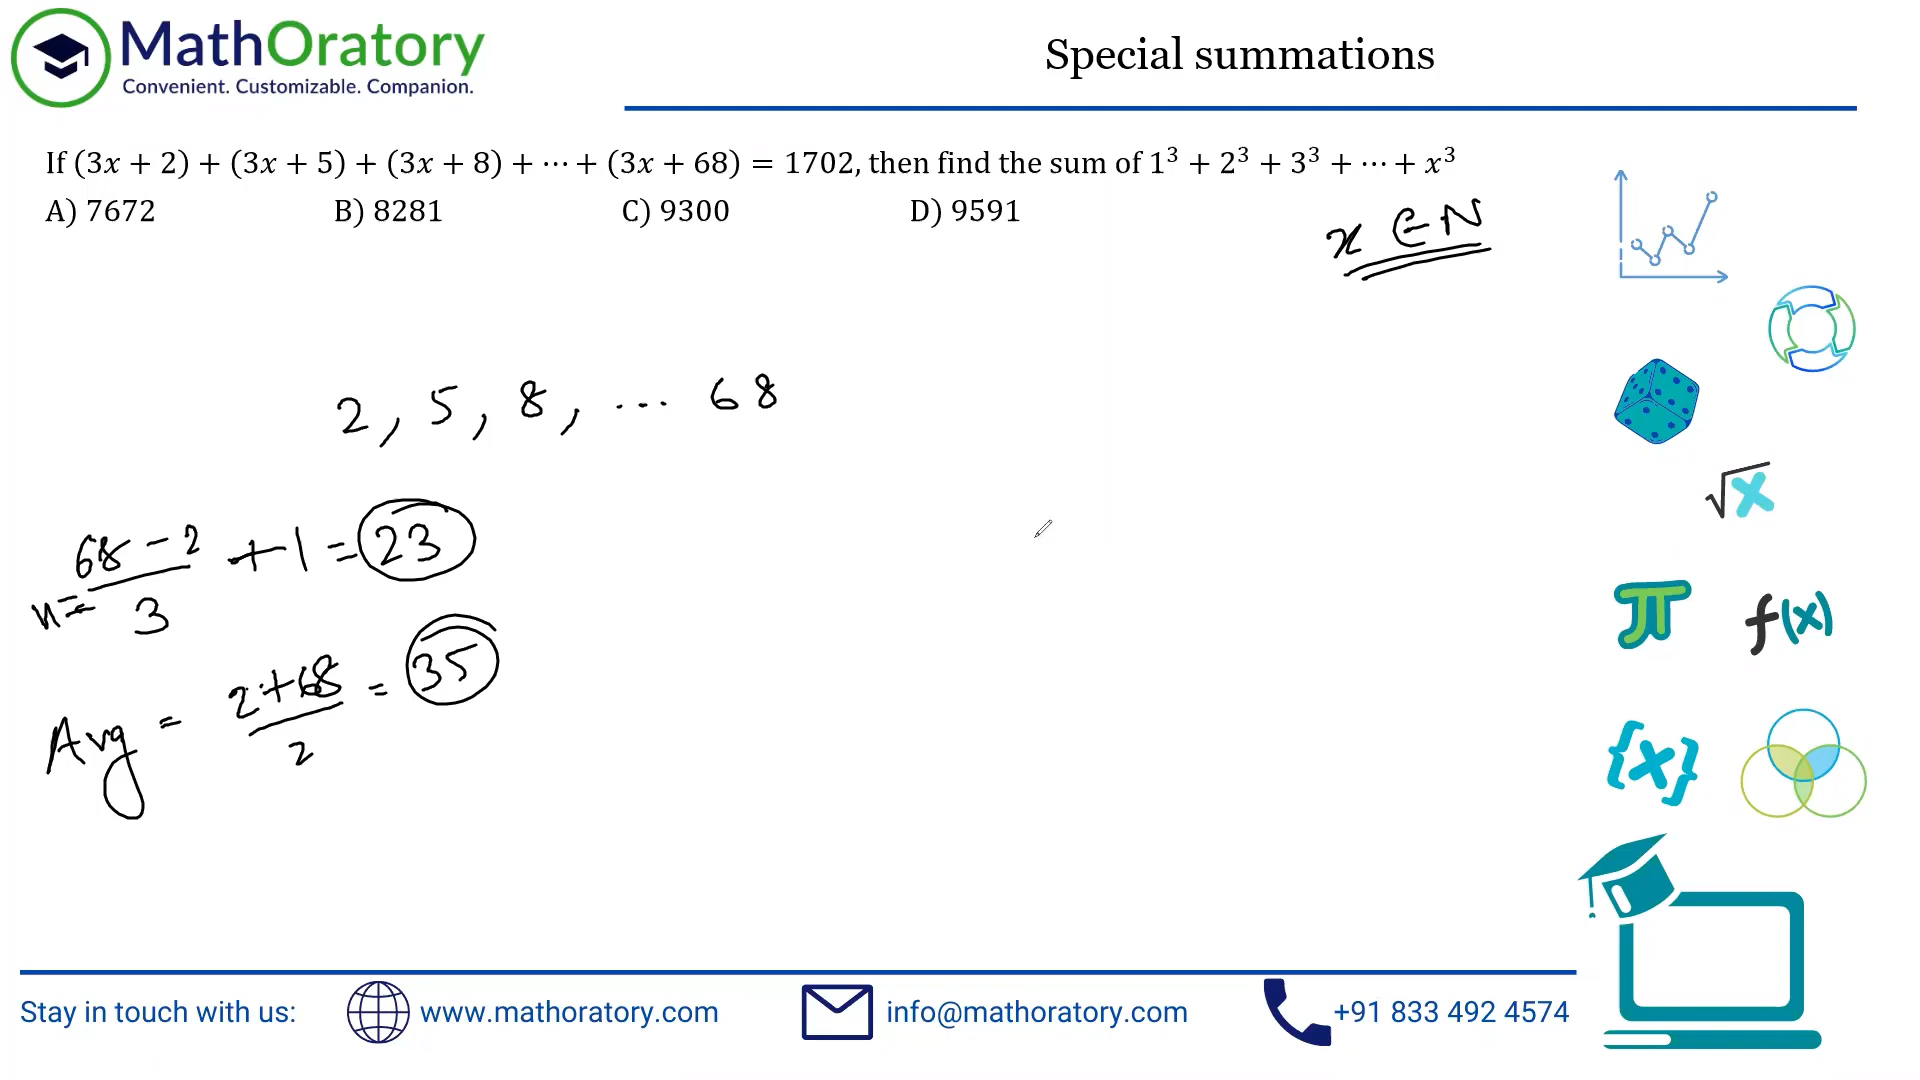 MathOratory
Convenient. Customizable. Companion.
Special summations
If (3x + 2) + (3x + 5) + (3x + 8) + ⋯ + (3x + 68) = 1702, then find the sum of 1³ + 2³ + 3³ + ⋯ + x³
A) 7672 B) 8281 C) 9300 D) 9591
x ∈ N
2, 5, 8, ... 68
n = (68 - 2)/3 + 1 = 23
Avg = (2 + 68)/2 = 35
√x
π f(x)
{x}
Stay in touch with us: www.mathoratory.com info@mathoratory.com +91 833 492 4574